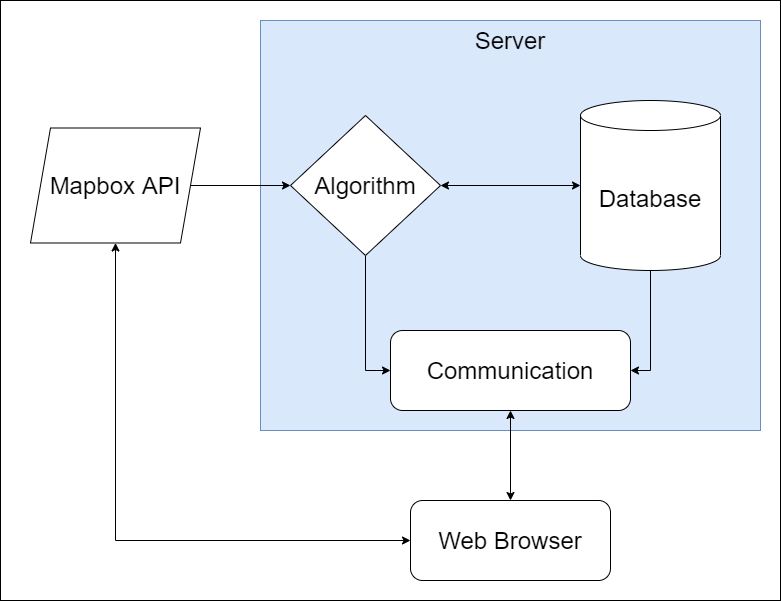 Server
Mapbox API
Algorithm
Database
Communication
Web Browser